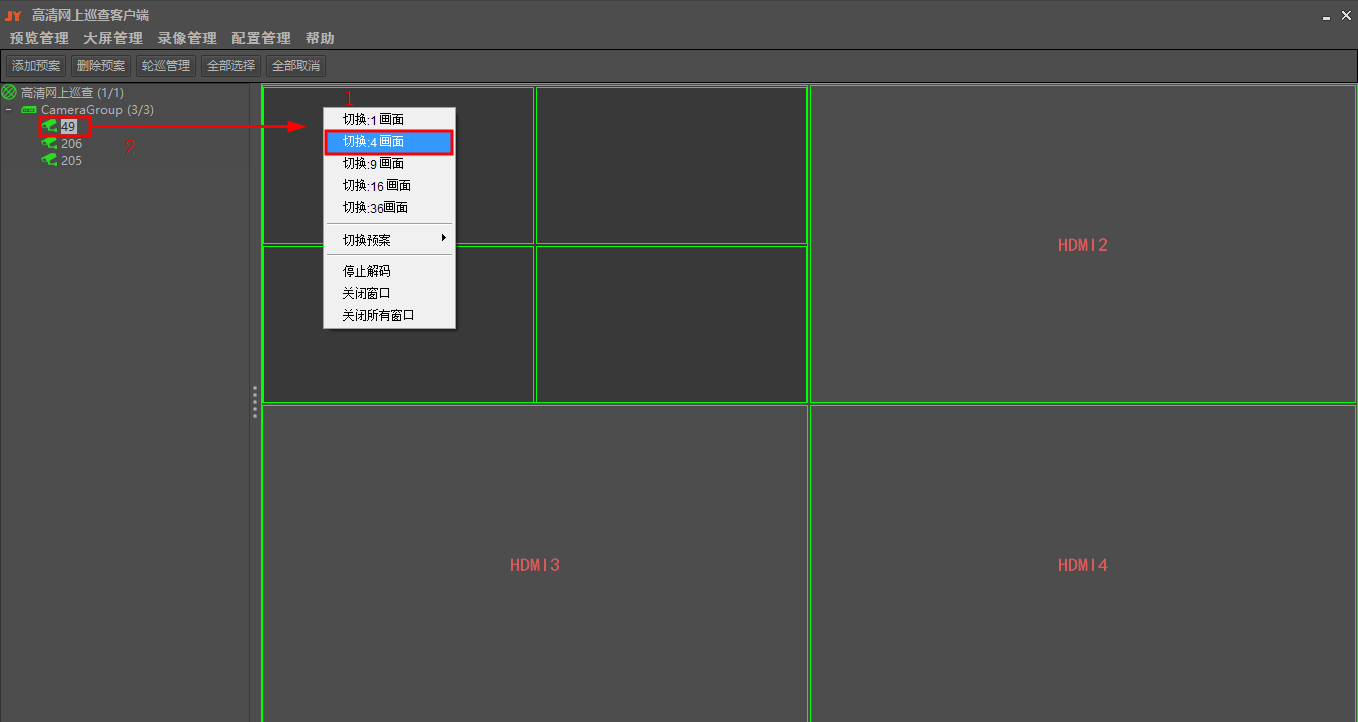 JY 高清网上巡查客户端
预览管理 大屏管理 录像管理 配置管理 帮助
添加预案 删除预案 轮巡管理 全部选择 全部取消
高清网上巡查 (1/1)
CameraGroup (3/3)
49
206
205
2
1
切换:1画面
切换:4画面
切换:9画面
切换:16画面
切换:36画面
切换预案
停止解码
关闭窗口
关闭所有窗口
HDMI2
HDMI3
HDMI4